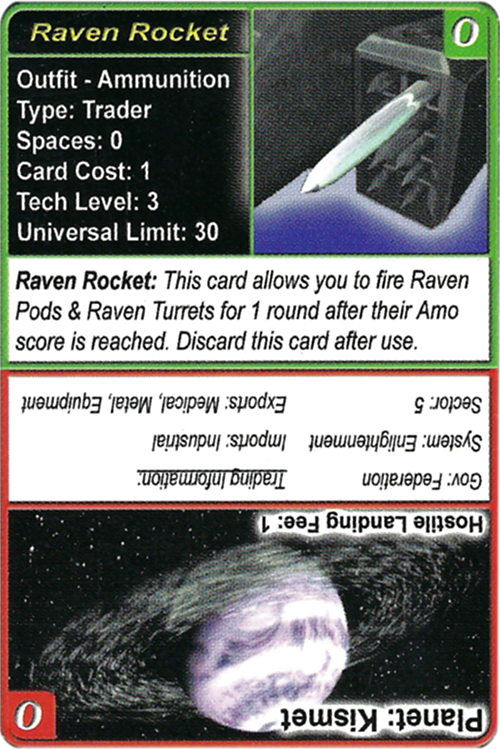 Raven Rocket
0
Outfit - Ammunition
Type: Trader
Spaces: 0
Card Cost: 1
Tech Level: 3
Universal Limit: 30
Raven Rocket: This card allows you to fire Raven
Pods & Raven Turrets for 1 round after their Amo
score is reached. Discard this card after use.
Planet: Kismet
0
Hostile Landing Fee: 1
Gov: Federation
Trading Information:
System: Enlightenment
Imports: Industrial
Sector: 5
Exports: Medical, Metal, Equipment